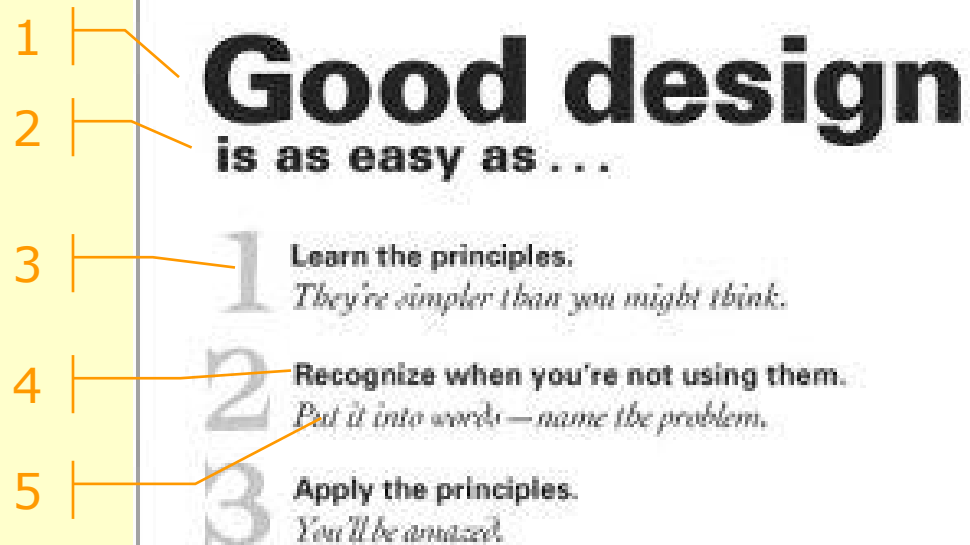 1
Good design
2
is as easy as . . .
3
1
Learn the principles.
They're simpler than you might think.
4
2
Recognize when you're not using them.
Put it into words — name the problem.
5
3
Apply the principles.
You'll be amazed.